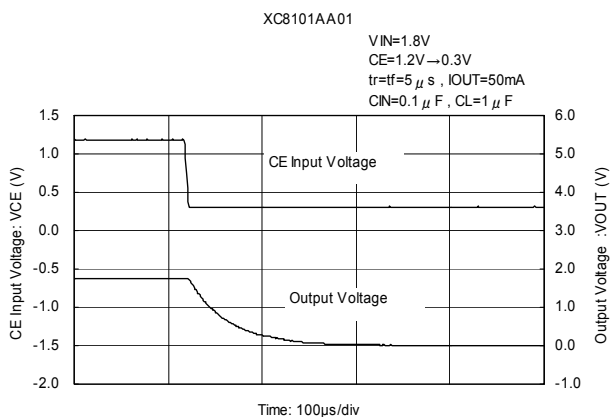 XC8101AA01
VIN=1.8V
CE=1.2V→0.3V
tr=tf=5μs , IOUT=50mA
CIN=0.1μF , CL=1μF
CE Input Voltage: VCE (V)
1.5
1.0
0.5
0.0
-0.5
-1.0
-1.5
-2.0
CE Input Voltage
Output Voltage
6.0
5.0
4.0
3.0
2.0
1.0
0.0
-1.0
Output Voltage :VOUT (V)
Time: 100μs/div